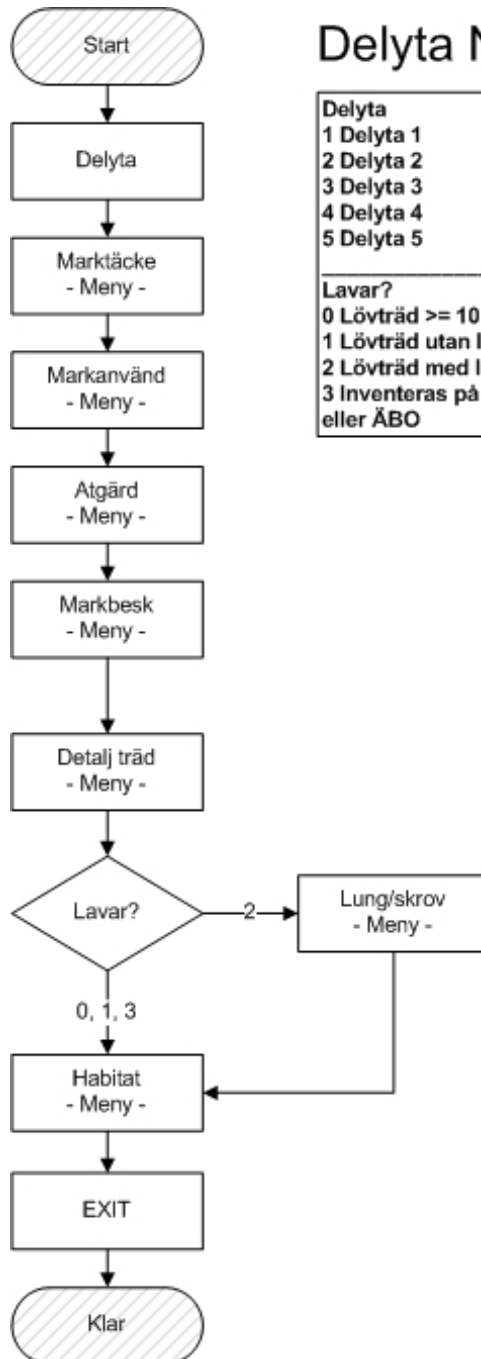 Start
Delyta
Marktäcke
- Meny -
Markanvänd
- Meny -
Atgärd
- Meny -
Markbesk
- Meny -
Detalj träd
- Meny -
Lavar?
2
Lung/skrov
- Meny -
0, 1, 3
Habitat
- Meny -
EXIT
Klar
Delyta
Delyta
1 Delyta 1
2 Delyta 2
3 Delyta 3
4 Delyta 4
5 Delyta 5
Lavar?
0 Lövträd >= 10
1 Lövträd utan
2 Lövträd med
3 Inventeras på
eller ÄBO